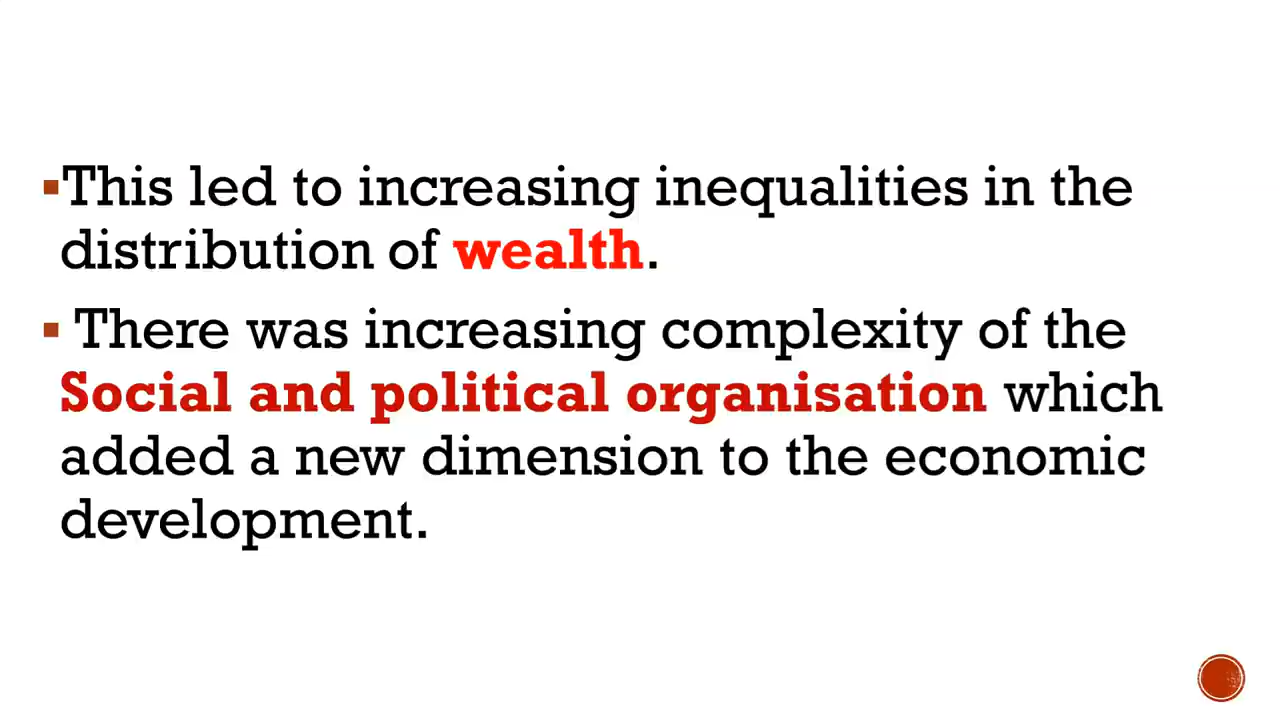 ▪This led to increasing inequalities in the
distribution of wealth.
▪ There was increasing complexity of the
Social and political organisation which
added a new dimension to the economic
development.